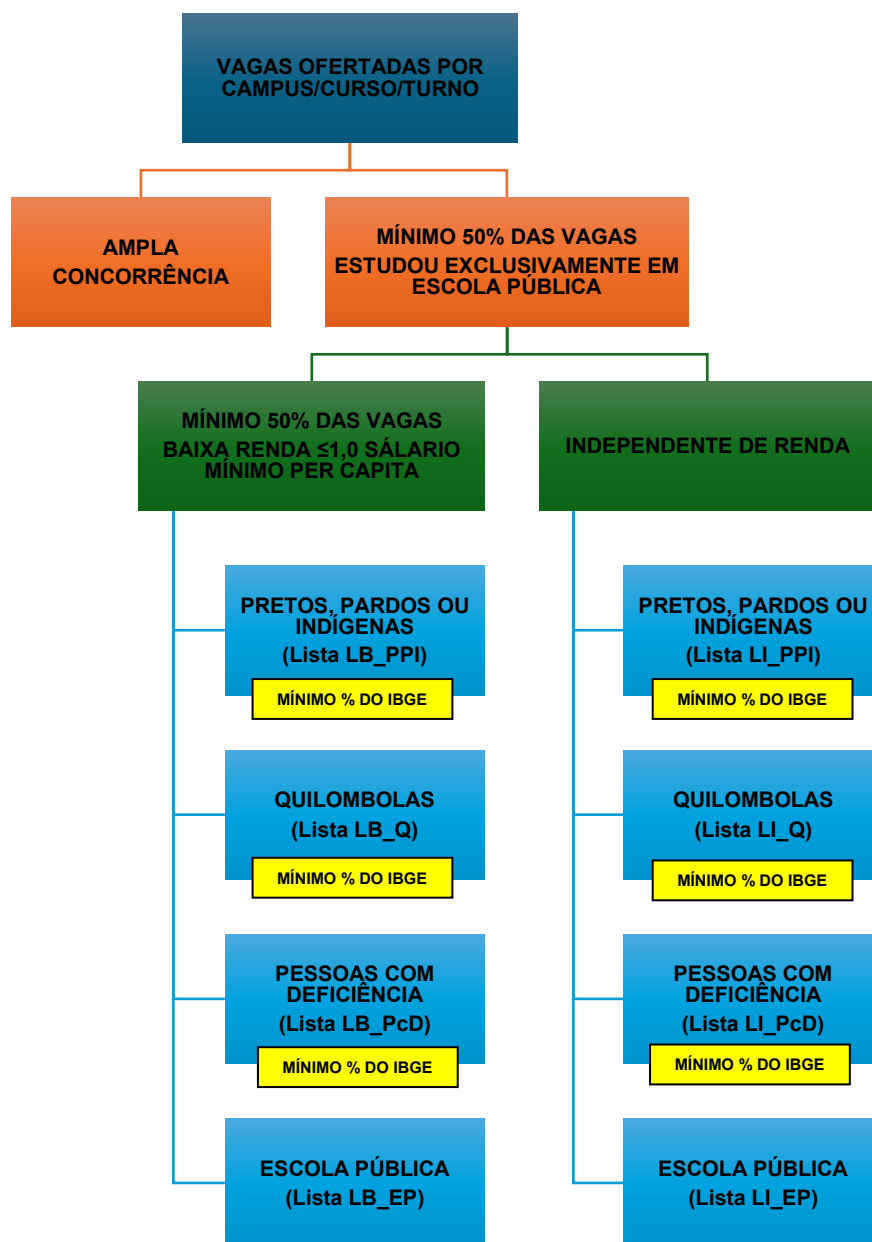 VAGAS OFERTADAS POR
CAMPUS/CURSO/TURNO
AMPLA
CONCORRÊNCIA
MÍNIMO 50% DAS VAGAS
ESTUDOU EXCLUSIVAMENTE EM
ESCOLA PÚBLICA
MÍNIMO 50% DAS VAGAS
BAIXA RENDA ≤1,0 SÁLARIO
MÍNIMO PER CAPITA
INDEPENDENTE DE RENDA
PRETOS, PARDOS OU
INDÍGENAS
(Lista LB_PPI)
MÍNIMO % DO IBGE
QUILOMBOLAS
(Lista LB_Q)
MÍNIMO % DO IBGE
PESSOAS COM
DEFICIÊNCIA
(Lista LB_PcD)
MÍNIMO % DO IBGE
ESCOLA PÚBLICA
(Lista LB_EP)
PRETOS, PARDOS OU
INDÍGENAS
(Lista LI_PPI)
MÍNIMO % DO IBGE
QUILOMBOLAS
(Lista LI_Q)
MÍNIMO % DO IBGE
PESSOAS COM
DEFICIÊNCIA
(Lista LI_PcD)
MÍNIMO % DO IBGE
ESCOLA PÚBLICA
(Lista LI_EP)